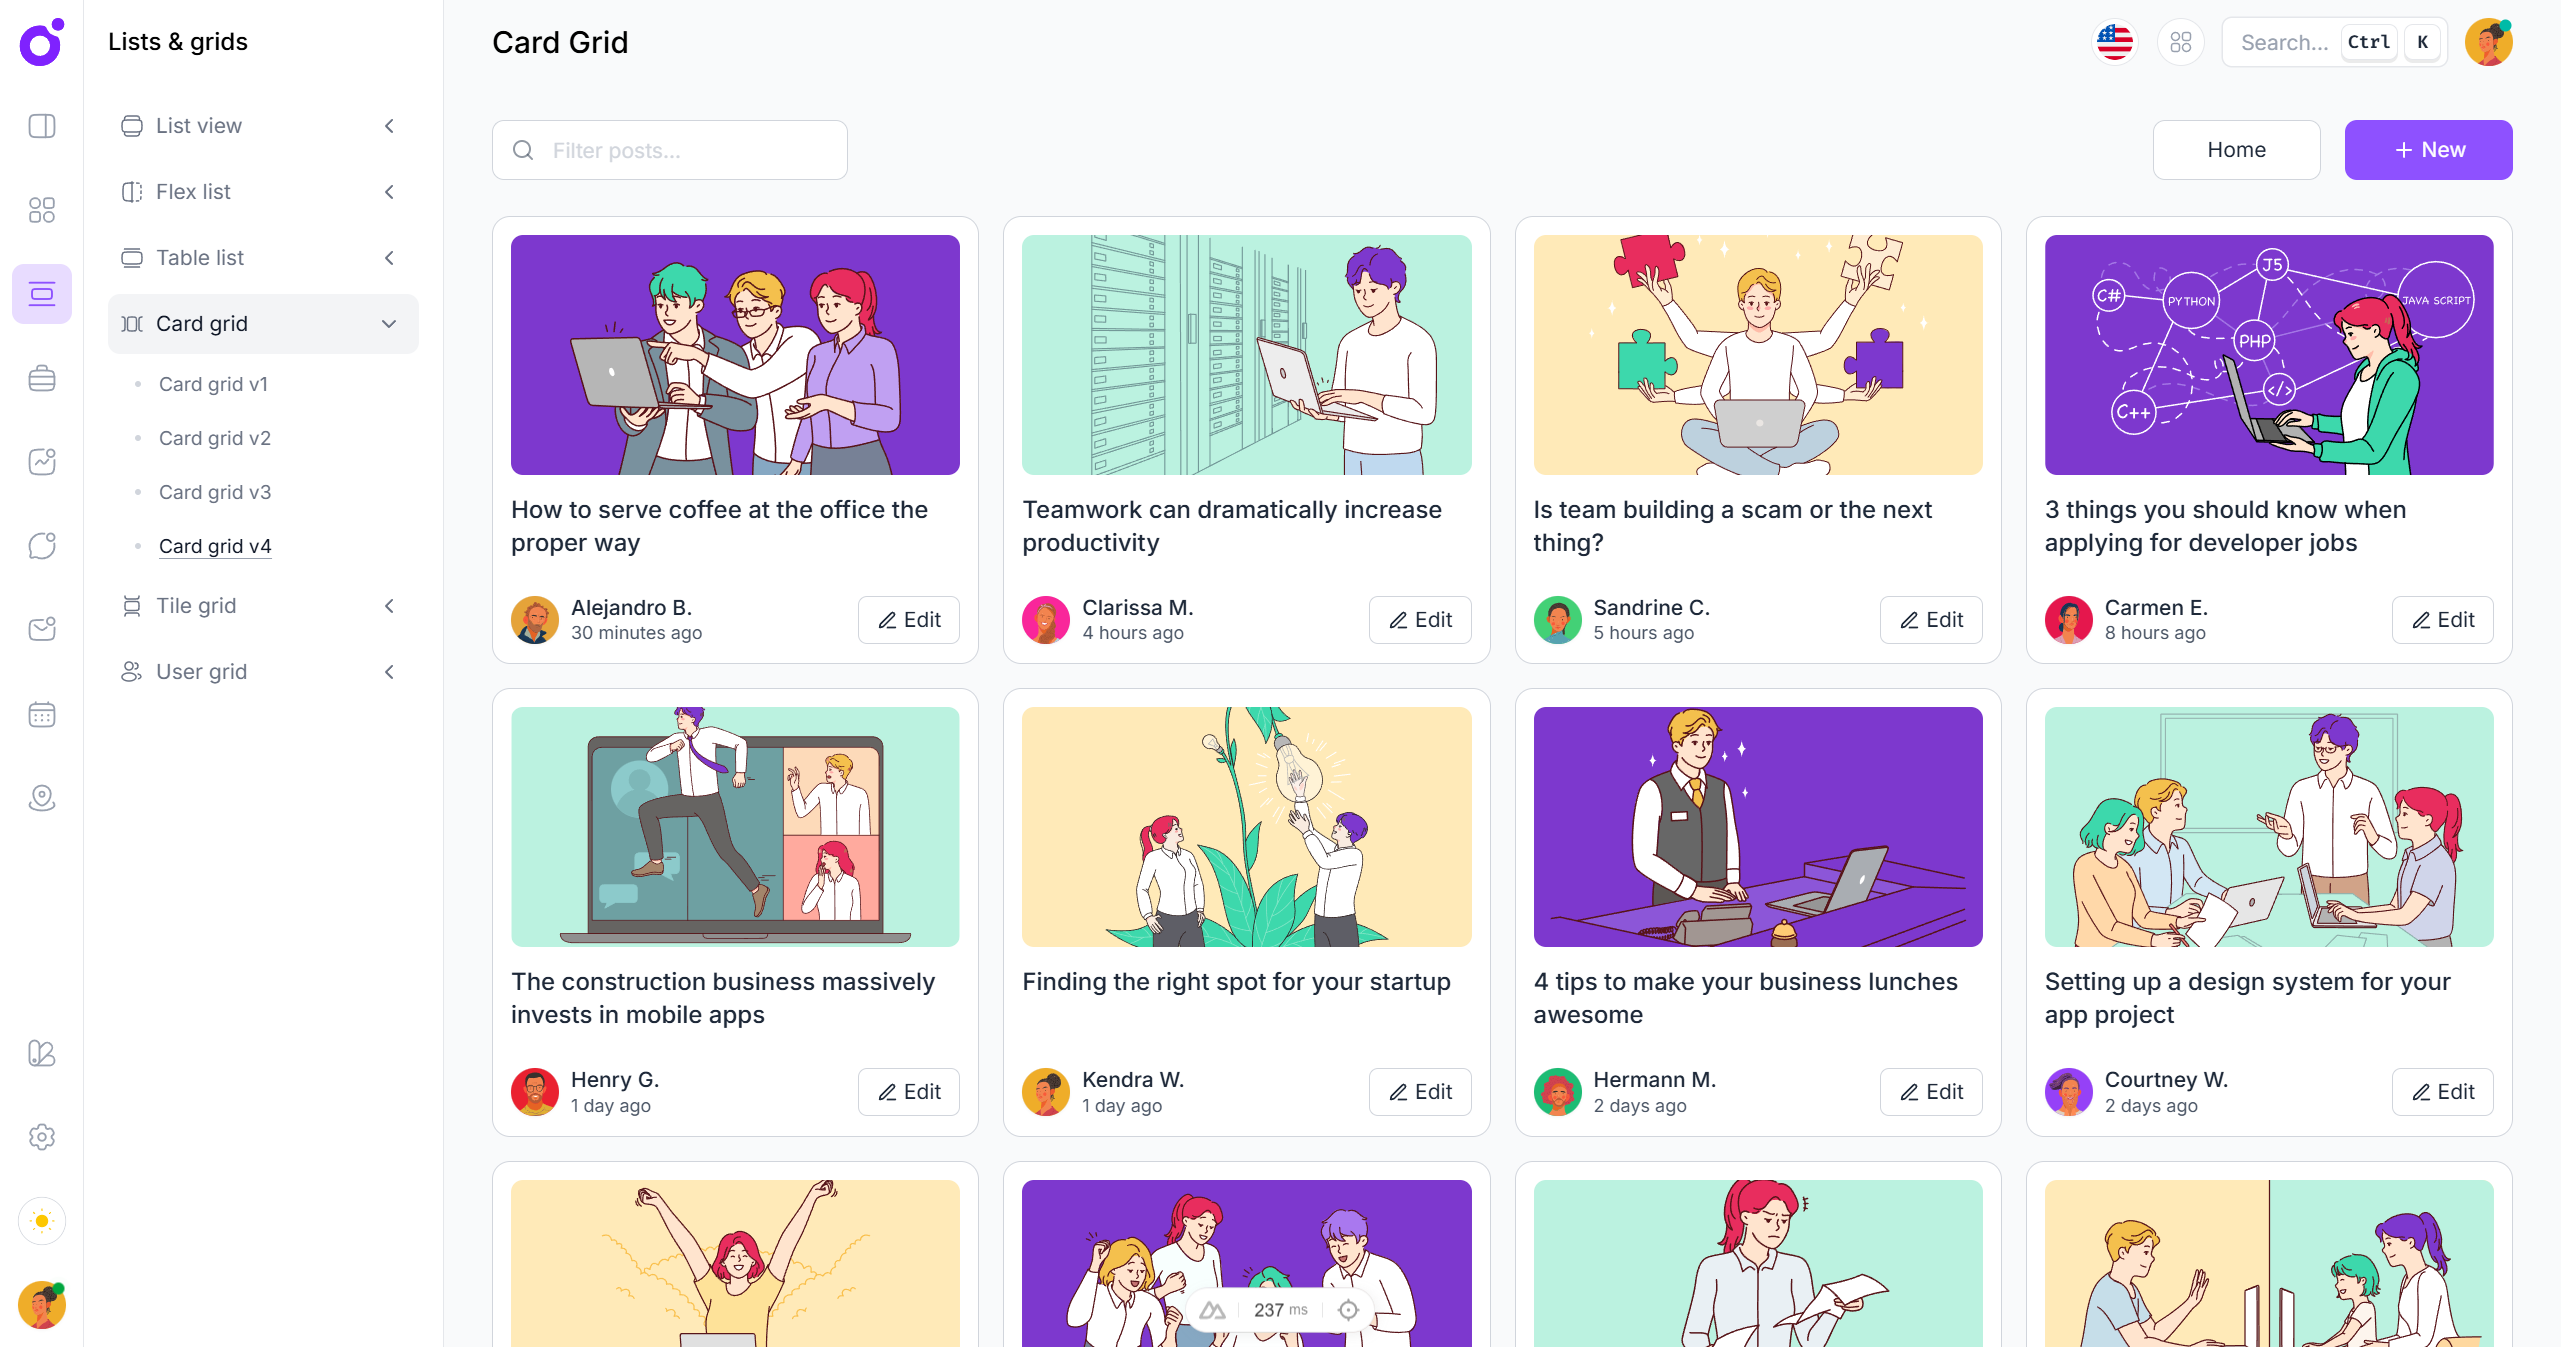 Lists & grids
List view
Flex list
Table list
Card grid
Card grid v1
Card grid v2
Card grid v3
Card grid v4
Tile grid
User grid
Card Grid
Search...
Ctrl
K
Filter posts...
Home
New
C#
PYTHON
J5
JAVA SCRIPT
PHP
</>
C++
How to serve coffee at the office the
proper way
Alejandro B.
30 minutes ago
Edit
Teamwork can dramatically increase
productivity
Clarissa M.
4 hours ago
Edit
Is team building a scam or the next
thing?
Sandrine C.
5 hours ago
Edit
3 things you should know when
applying for developer jobs
Carmen E.
8 hours ago
Edit
The construction business massively
invests in mobile apps
Henry G.
1 day ago
Edit
Finding the right spot for your startup
Kendra W.
1 day ago
Edit
4 tips to make your business lunches
awesome
Hermann M.
2 days ago
Edit
Setting up a design system for your
app project
Courtney W.
2 days ago
Edit
237 ms